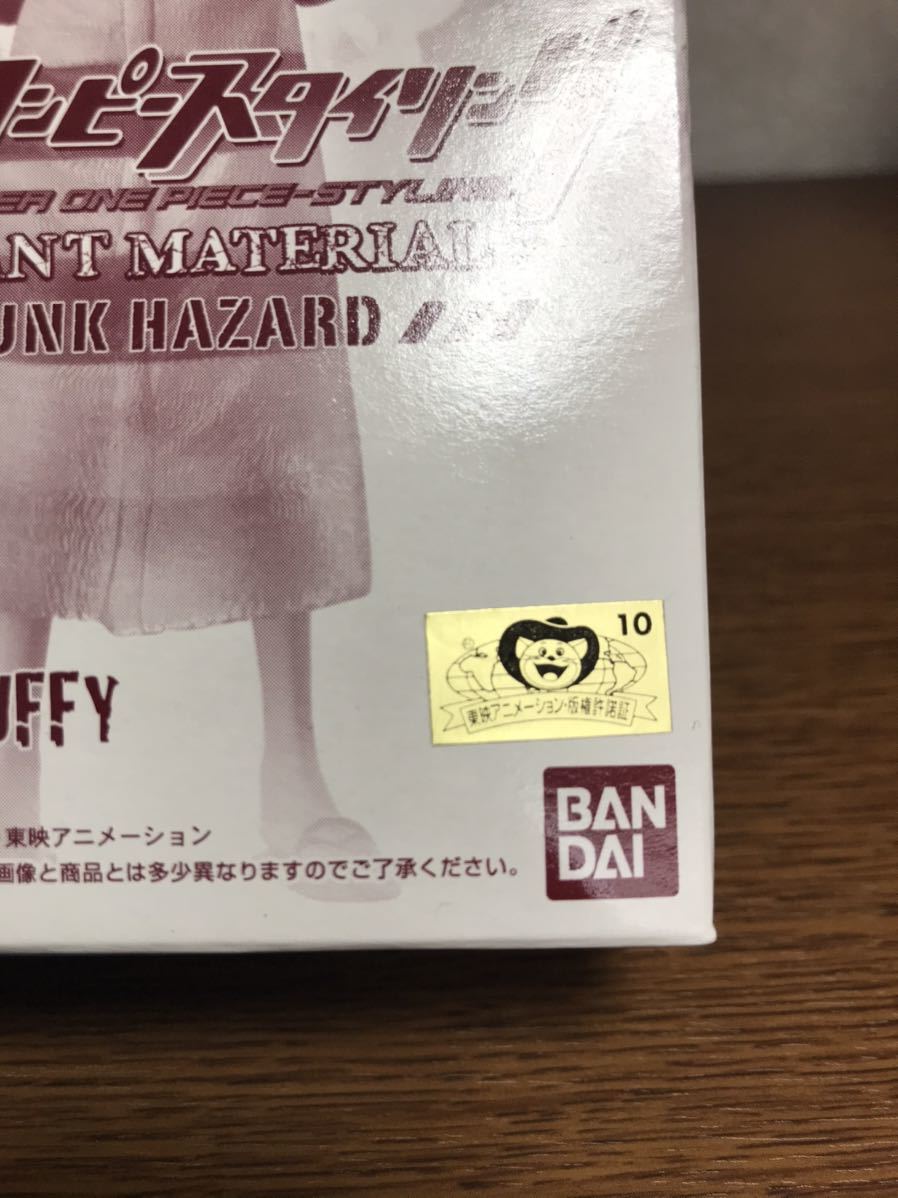 ンピースタイリング
ER ONE PIECE-STYLING
ANT MATERIAL
UNK HAZARD
10
東映アニメーション・版権許諾証
UFFY
BAN
DAI
東映アニメーション
画像と商品とは多少異なりますのでご了承ください。